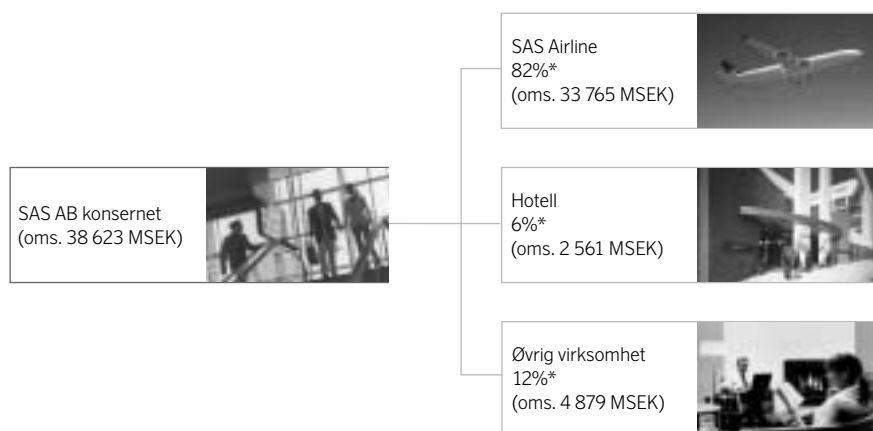 SAS Airline
82%*
(oms. 33 765 MSEK)
SAS AB konsernet
(oms. 38 623 MSEK)
Hotell
6%*
(oms. 2 561 MSEK)
Øvrig virksomhet
12%*
(oms. 4 879 MSEK)